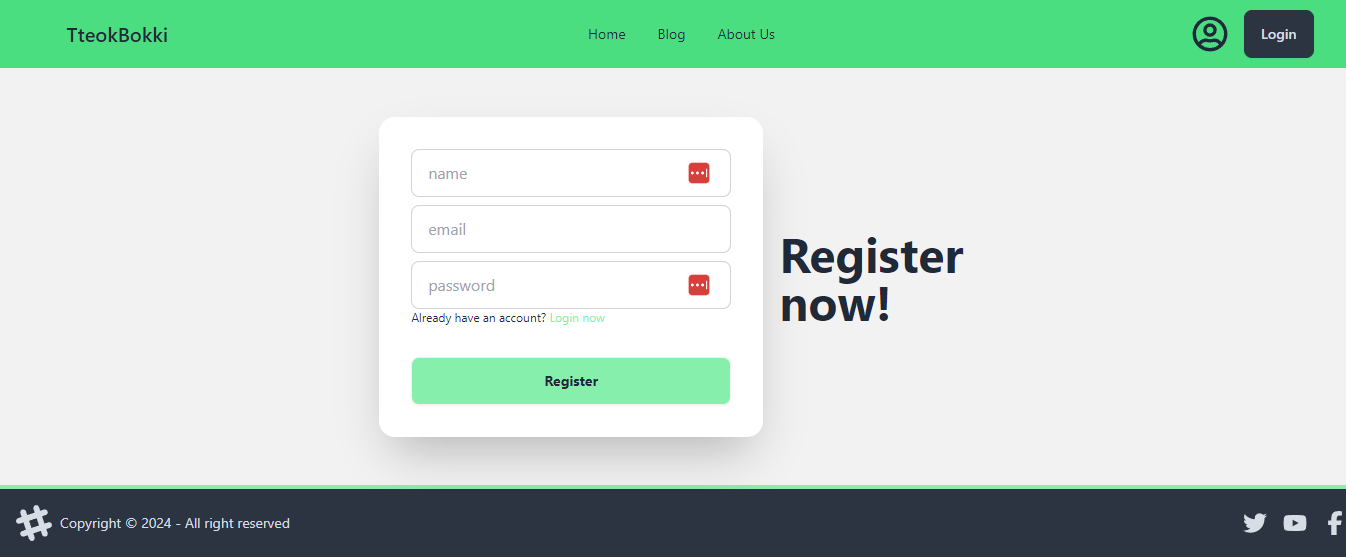 TteokBokki
Home
Blog
About Us
Login
name
email
password
Already have an account? Login now
Register
Register
now!
Copyright © 2024 - All right reserved